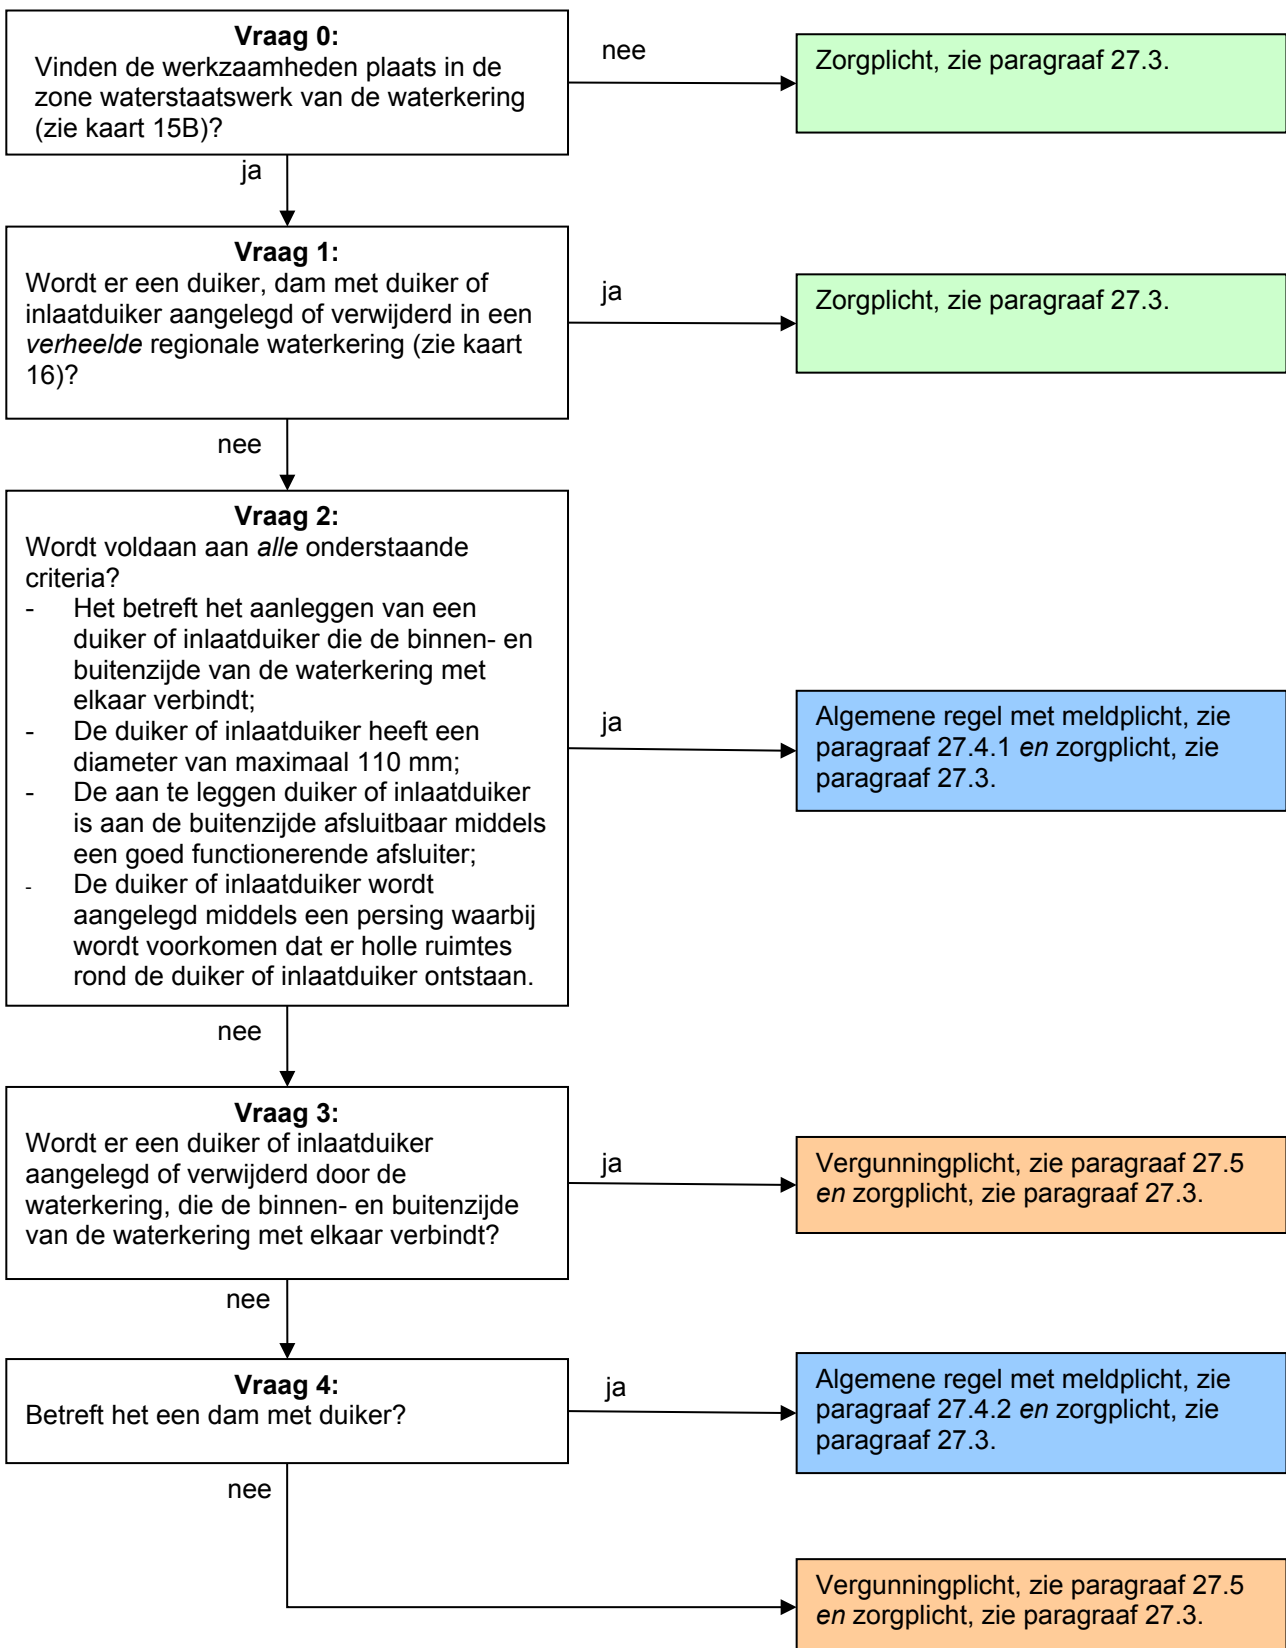 Vraag 0:
Vinden de werkzaamheden plaats in de
zone waterstaatswerk van de waterkering
(zie kaart 15B)?
nee
Zorgplicht, zie paragraaf 27.3.
ja
Vraag 1:
Wordt er een duiker, dam met duiker of
inlaatduiker aangelegd of verwijderd in een
verheelde regionale waterkering (zie kaart
16)?
ja
Zorgplicht, zie paragraaf 27.3.
nee
Vraag 2:
Wordt voldaan aan alle onderstaande
criteria?
- Het betreft het aanleggen van een
duiker of inlaatduiker die de binnen- en
buitenzijde van de waterkering met
elkaar verbindt;
- De duiker of inlaatduiker heeft een
diameter van maximaal 110 mm;
- De aan te leggen duiker of inlaatduiker
is aan de buitenzijde afsluitbaar middels
een goed functionerende afsluiter;
- De duiker of inlaatduiker wordt
aangelegd middels een persing waarbij
wordt voorkomen dat er holle ruimtes
rond de duiker of inlaatduiker ontstaan.
ja
Algemene regel met meldplicht, zie
paragraaf 27.4.1 en zorgplicht, zie
paragraaf 27.3.
nee
Vraag 3:
Wordt er een duiker of inlaatduiker
aangelegd of verwijderd door de
waterkering, die de binnen- en buitenzijde
van de waterkering met elkaar verbindt?
ja
Vergunningplicht, zie paragraaf 27.5
en zorgplicht, zie paragraaf 27.3.
nee
Vraag 4:
Betreft het een dam met duiker?
ja
Algemene regel met meldplicht, zie
paragraaf 27.4.2 en zorgplicht, zie
paragraaf 27.3.
nee
Vergunningplicht, zie paragraaf 27.5
en zorgplicht, zie paragraaf 27.3.